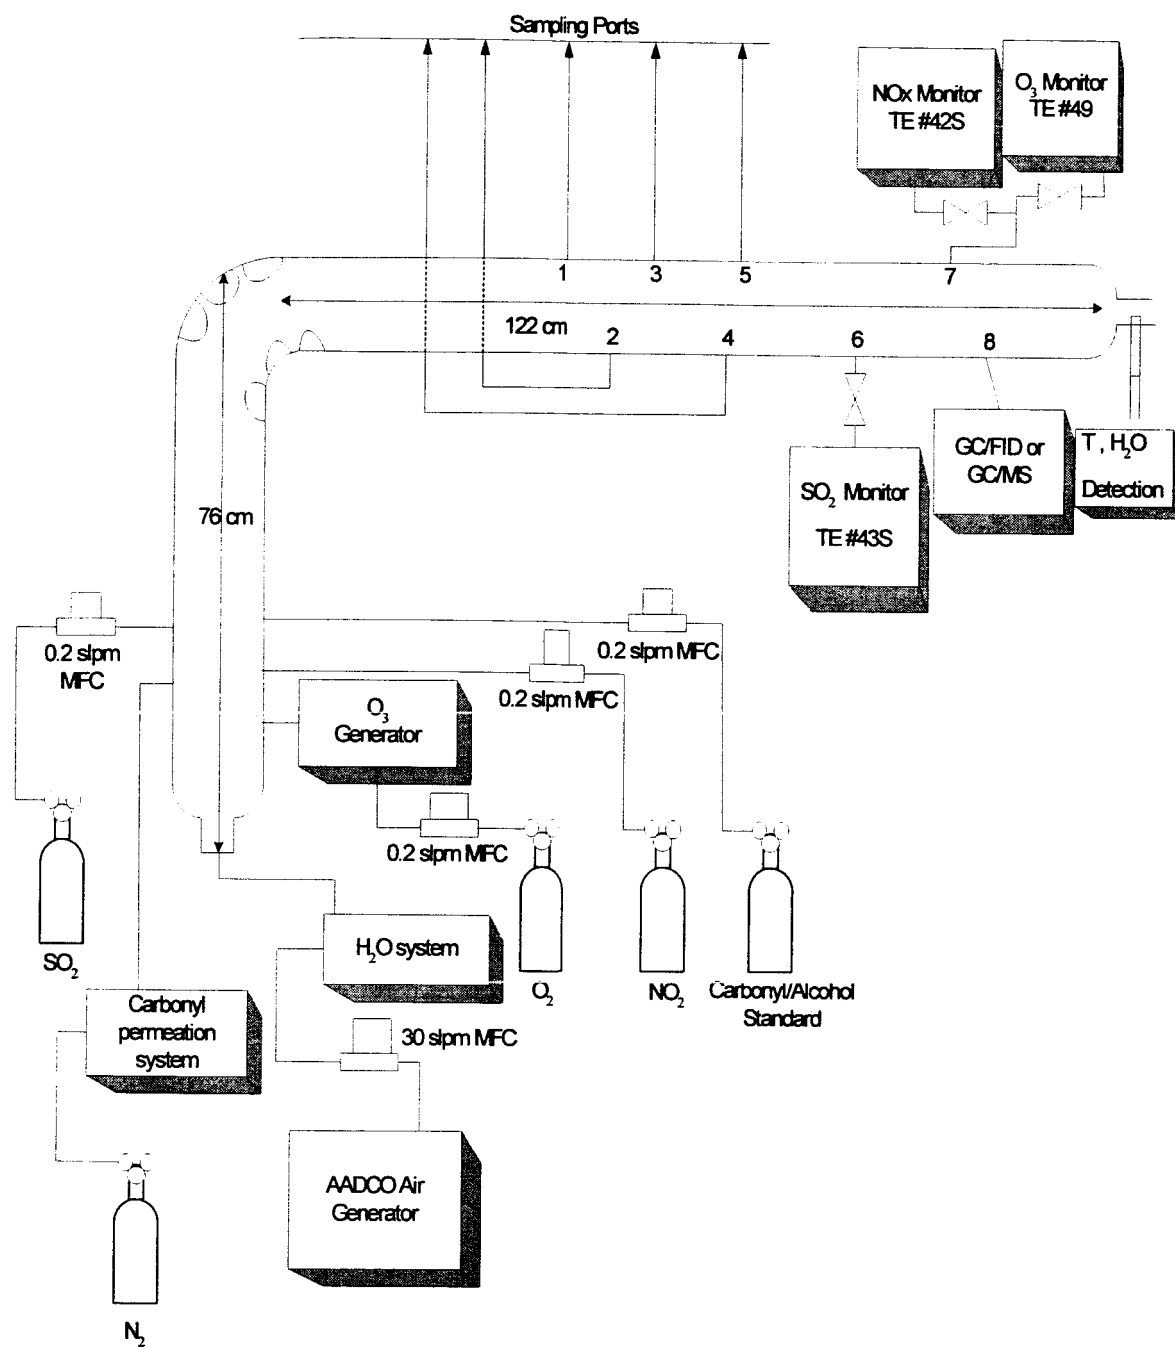 Sampling Ports
NOx Monitor
TE #42S
O₃ Monitor
TE #49
1
3
5
7
122 cm
2
4
6
8
GC/FID or
GC/MS
T , H₂O
Detection
SO₂ Monitor
TE #43S
76 cm
0.2 slpm
MFC
0.2 slpm MFC
0.2 slpm MFC
O₃
Generator
0.2 slpm MFC
H₂O system
SO₂
O₂
NO₂
Carbonyl/Alcohol
Standard
Carbonyl
permeation
system
30 slpm MFC
AADCO Air
Generator
N₂